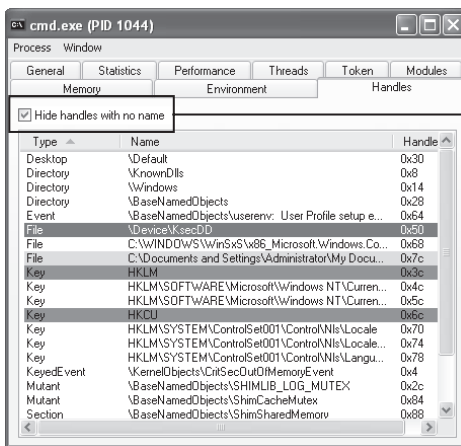 cmd.exe (PID 1044)
Process Window
General Statistics Performance Threads Token Modules
Memory Environment Handles
Hide handles with no name
Type Name Handle
Desktop \Default 0x30
Directory \KnownDlls 0x8
Directory \Windows 0x14
Directory \BaseNamedObjects 0x28
Event \BaseNamedObjects\userenv: User Profile setup e... 0x64
File \Device\KsecDD 0x50
File C:\WINDOWS\WinSxS\x86_Microsoft.Windows.Co... 0x68
File C:\Documents and Settings\Administrator\My Docu... 0x7c
Key HKLM 0x3c
Key HKLM\SOFTWARE\Microsoft\Windows NT\Curren... 0x4c
Key HKLM\SOFTWARE\Microsoft\Windows NT\Curren... 0x5c
Key HKCU 0x6c
Key HKLM\SYSTEM\ControlSet001\Control\Nls\Locale 0x70
Key HKLM\SYSTEM\ControlSet001\Control\Nls\Locale... 0x74
Key HKLM\SYSTEM\ControlSet001\Control\Nls\Langu... 0x78
KeyedEvent \KernelObjects\CritSecOutOfMemoryEvent 0x4
Mutant \BaseNamedObjects\SHIMLIB_LOG_MUTEX 0x2c
Mutant \BaseNamedObjects\ShimCacheMutex 0x84
Section \BaseNamedObjects\ShimSharedMemory 0x88